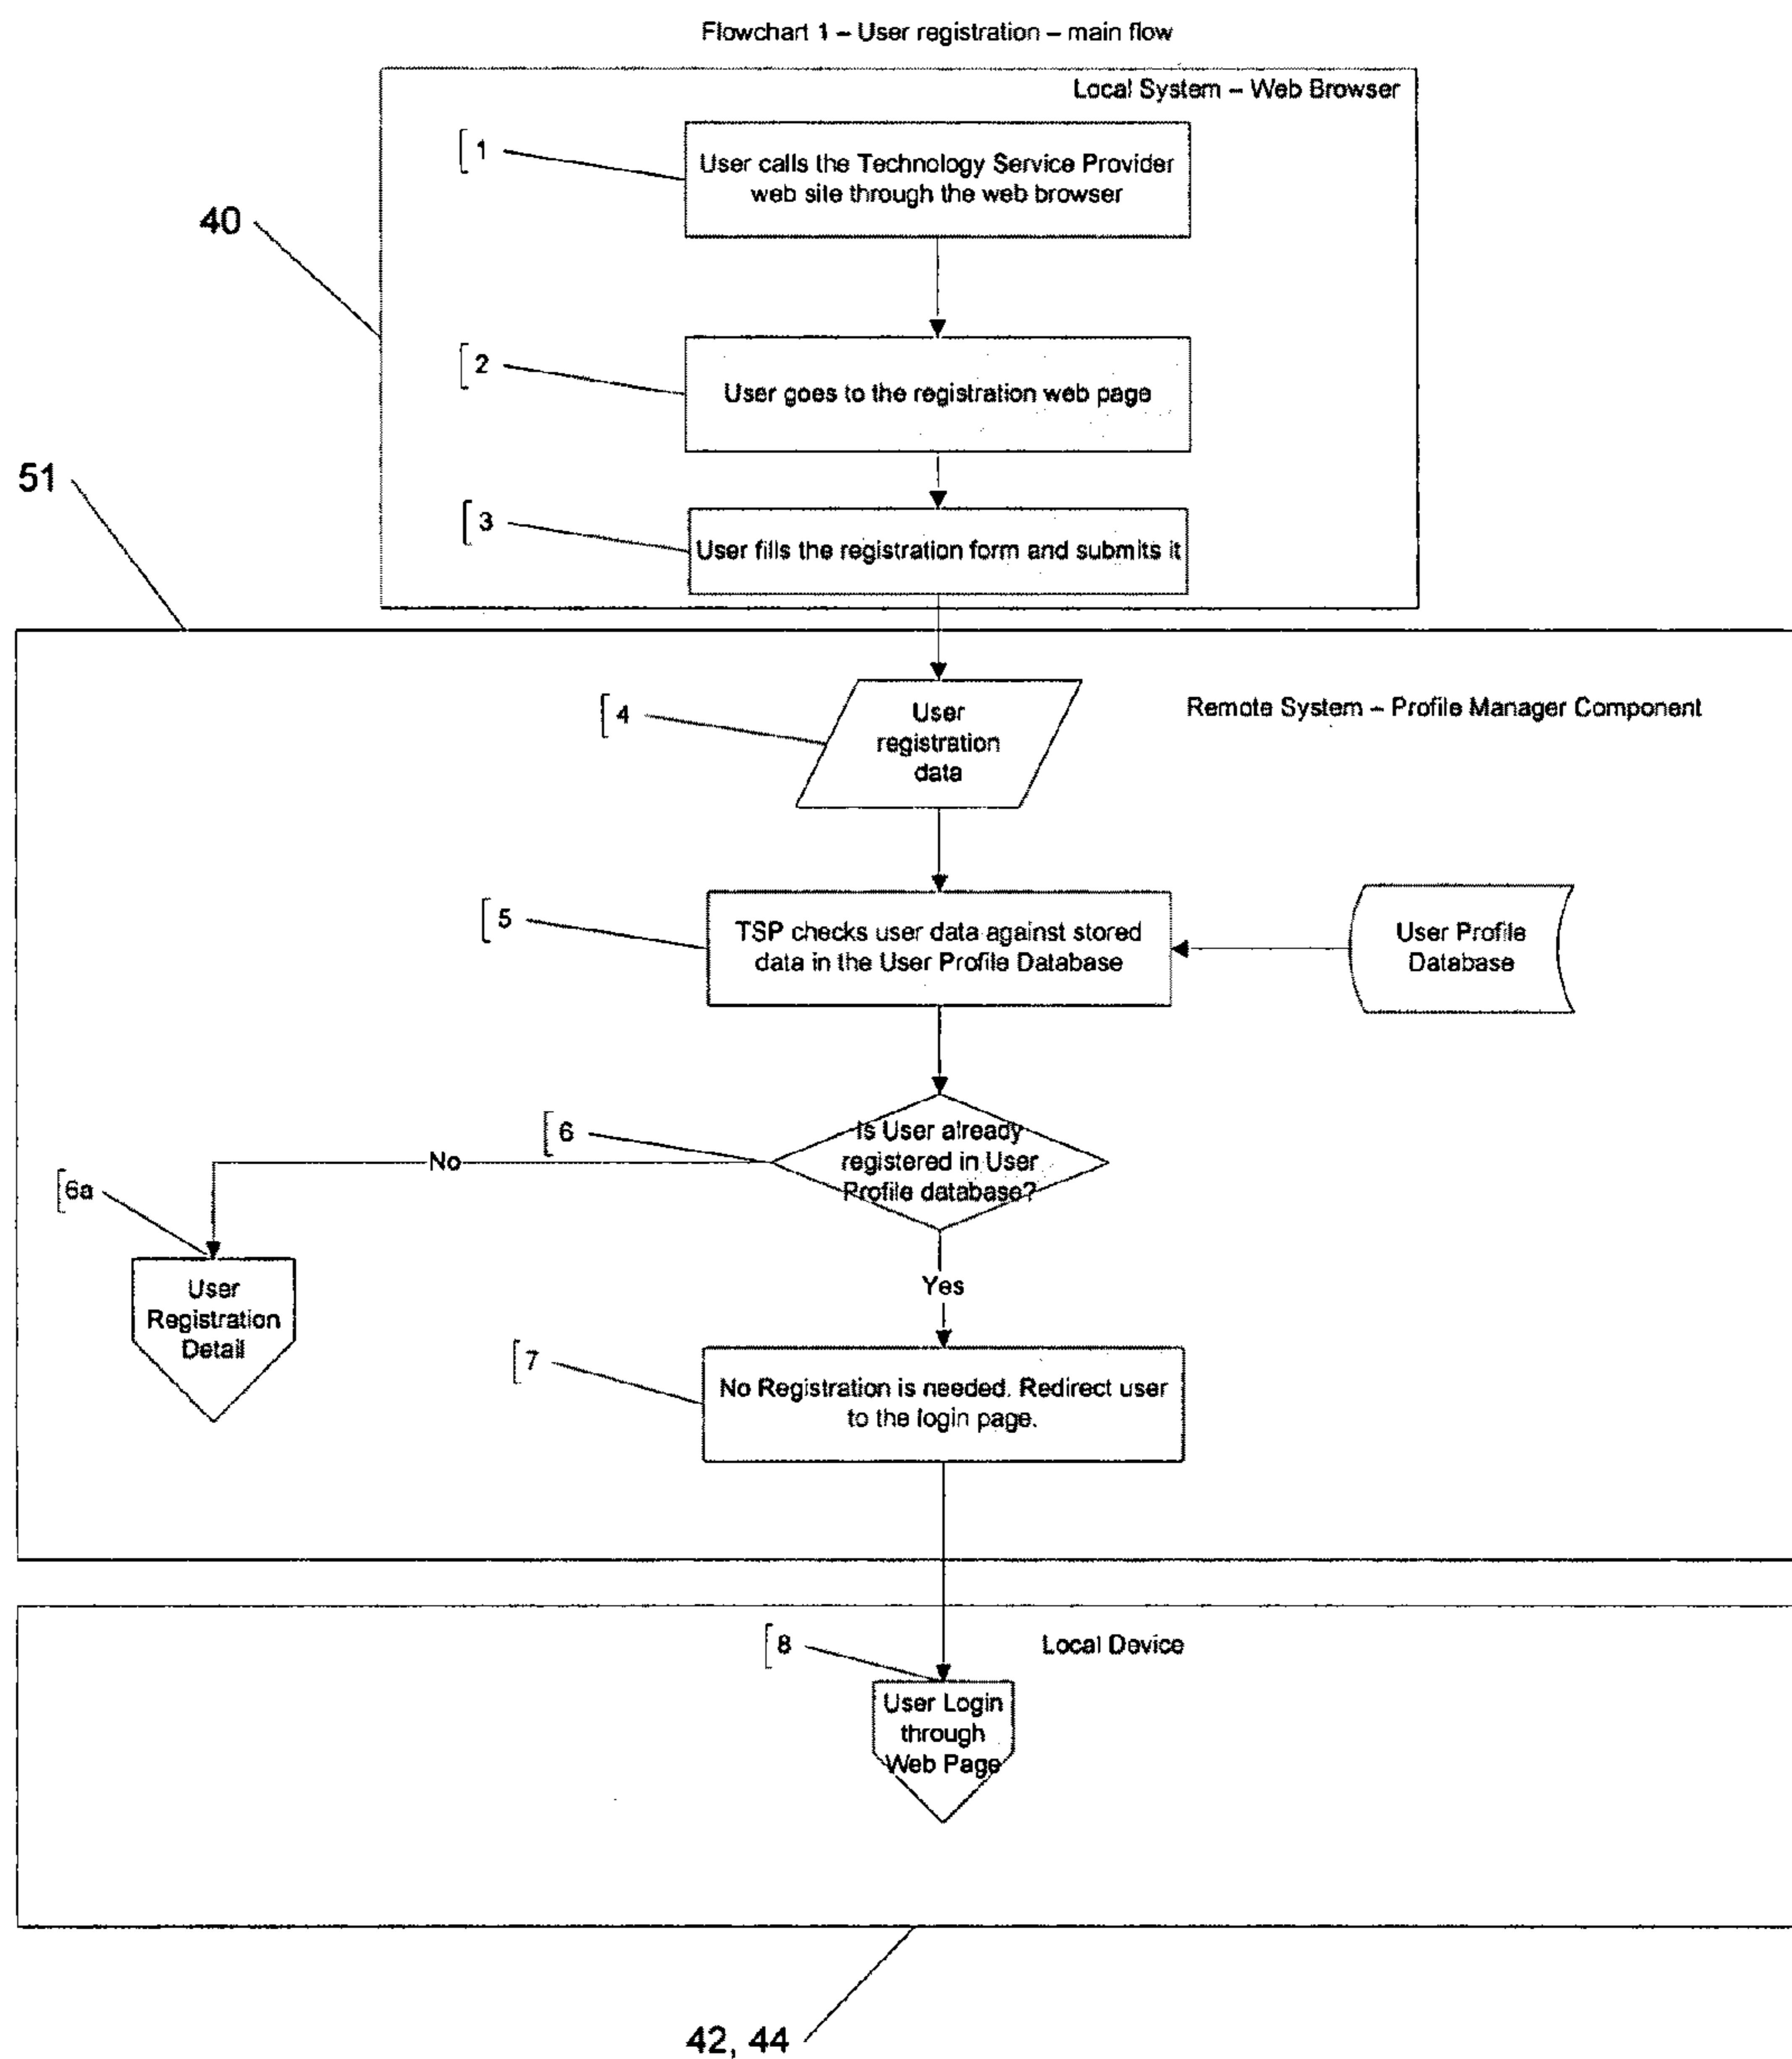 Flowchart 1 – User registration – main flow
Local System – Web Browser
[1
User calls the Technology Service Provider
web site through the web browser
40
[2
User goes to the registration web page
51
[3
User fills the registration form and submits it
[4
User
registration
data
Remote System – Profile Manager Component
[5
TSP checks user data against stored
data in the User Profile Database
User Profile
Database
[6
Is User already
registered in User
Profile database?
No
[6a
User
Registration
Detail
Yes
[7
No Registration is needed. Redirect user
to the login page.
[8
Local Device
User Login
through
Web Page
42, 44